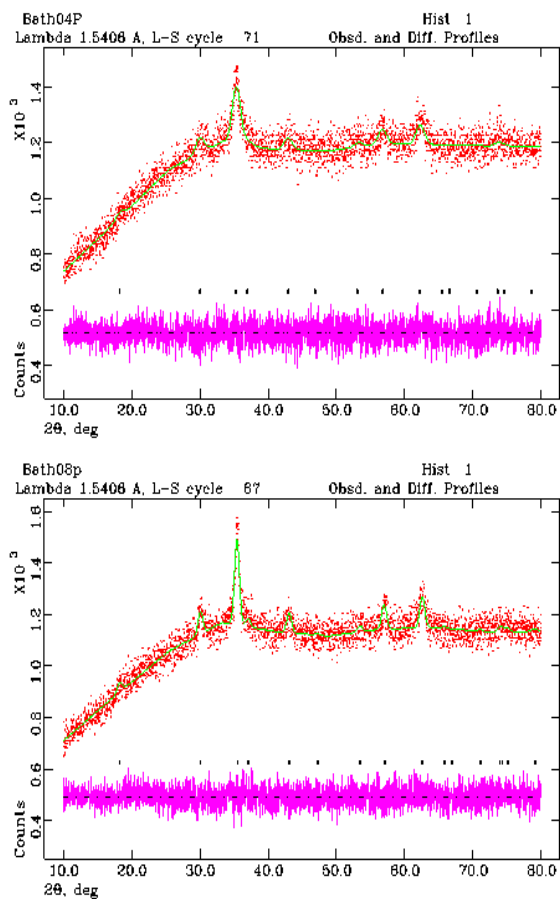 Bath04P Hist 1
Lambda 1.5406 A, L-S cycle 71 Obsd. and Diff. Profiles
X10 3
1.4
1.2
1.0
0.8
0.6
0.4
Counts
10.0 20.0 30.0 40.0 50.0 60.0 70.0 80.0
2θ, deg
Bath08p Hist 1
Lambda 1.5406 A, L-S cycle 67 Obsd. and Diff. Profiles
X10 3
1.6
1.4
1.2
1.0
0.8
0.6
0.4
Counts
10.0 20.0 30.0 40.0 50.0 60.0 70.0 80.0
2θ, deg